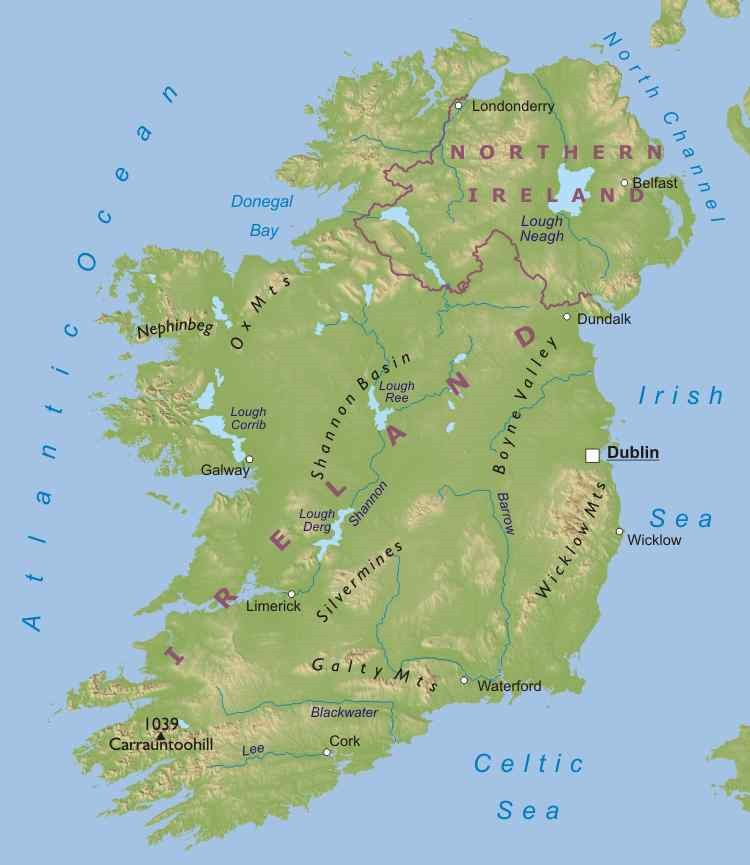 North Channel
Londonderry
NORTHERN
IRELAND
Belfast
Donegal
Bay
Lough
Neagh
Atlantic Ocean
Ox Mts
Nephinbeg
Dundalk
IRELAND
Shannon Basin
Boyne Valley
Lough
Ree
Irish
Sea
Lough
Corrib
Galway
Dublin
Lough
Derg
Shannon
Barrow
Wicklow Mts
Wicklow
Silvermines
Limerick
Galty Mts
Waterford
Blackwater
1039
Carrauntoohill
Lee
Cork
Celtic
Sea